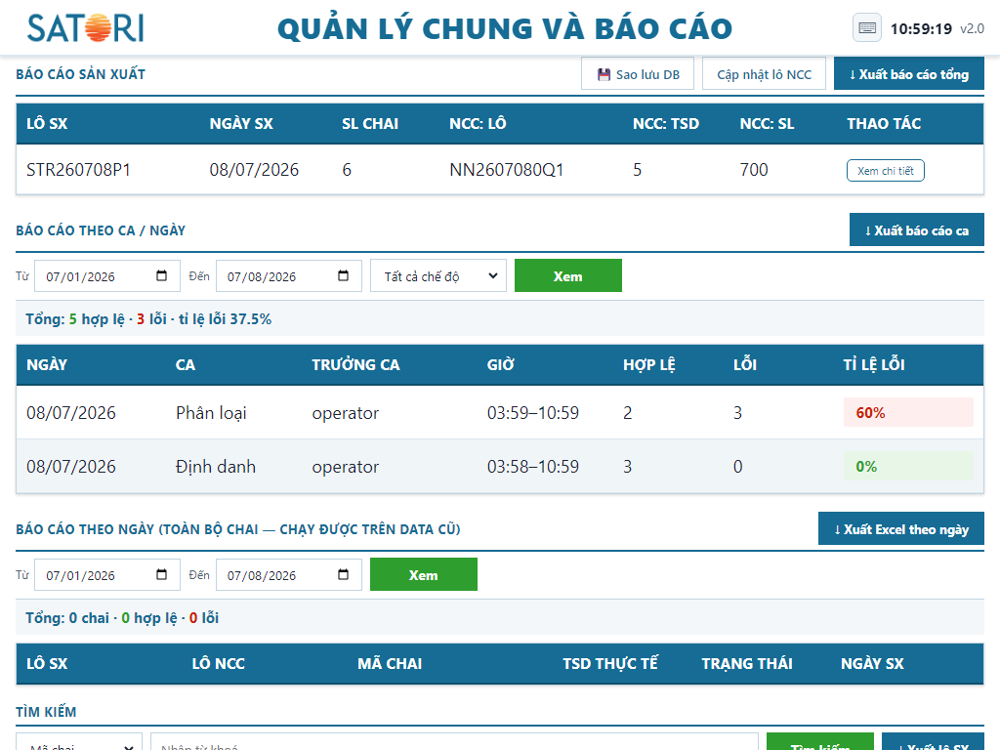 SATORI
QUẢN LÝ CHUNG VÀ BÁO CÁO
10:59:19 v2.0
BÁO CÁO SẢN XUẤT
Sao lưu DB
Cập nhật lô NCC
↓ Xuất báo cáo tổng
LÔ SX NGÀY SX SL CHAI NCC: LÔ NCC: TSD NCC: SL THAO TÁC
STR260708P1 08/07/2026 6 NN2607080Q1 5 700 Xem chi tiết
BÁO CÁO THEO CA / NGÀY
↓ Xuất báo cáo ca
Từ 07/01/2026 Đến 07/08/2026 Tất cả chế độ Xem
Tổng: 5 hợp lệ · 3 lỗi · tỉ lệ lỗi 37.5%
NGÀY CA TRƯỞNG CA GIỜ HỢP LỆ LỖI TỈ LỆ LỖI
08/07/2026 Phân loại operator 03:59–10:59 2 3 60%
08/07/2026 Định danh operator 03:58–10:59 3 0 0%
BÁO CÁO THEO NGÀY (TOÀN BỘ CHAI — CHẠY ĐƯỢC TRÊN DATA CŨ)
↓ Xuất Excel theo ngày
Từ 07/01/2026 Đến 07/08/2026 Xem
Tổng: 0 chai · 0 hợp lệ · 0 lỗi
LÔ SX LÔ NCC MÃ CHAI TSD THỰC TẾ TRẠNG THÁI NGÀY SX
TÌM KIẾM
Mã chai Nhập từ khoá Tìm kiếm ↓ Xuất lô SX